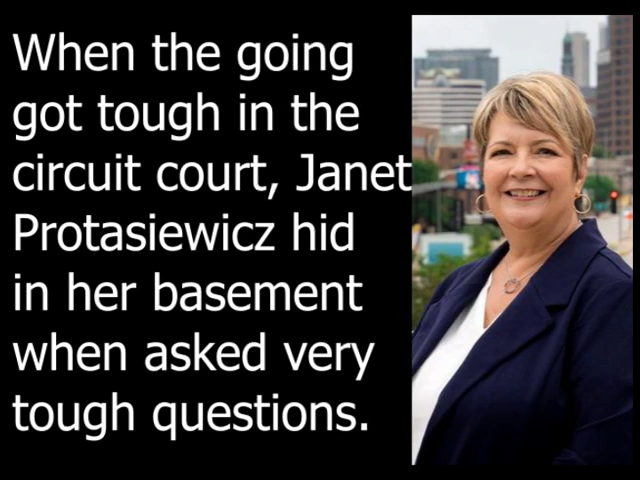 When the going
got tough in the
circuit court, Janet
Protasiewicz hid
in her basement
when asked very
tough questions.